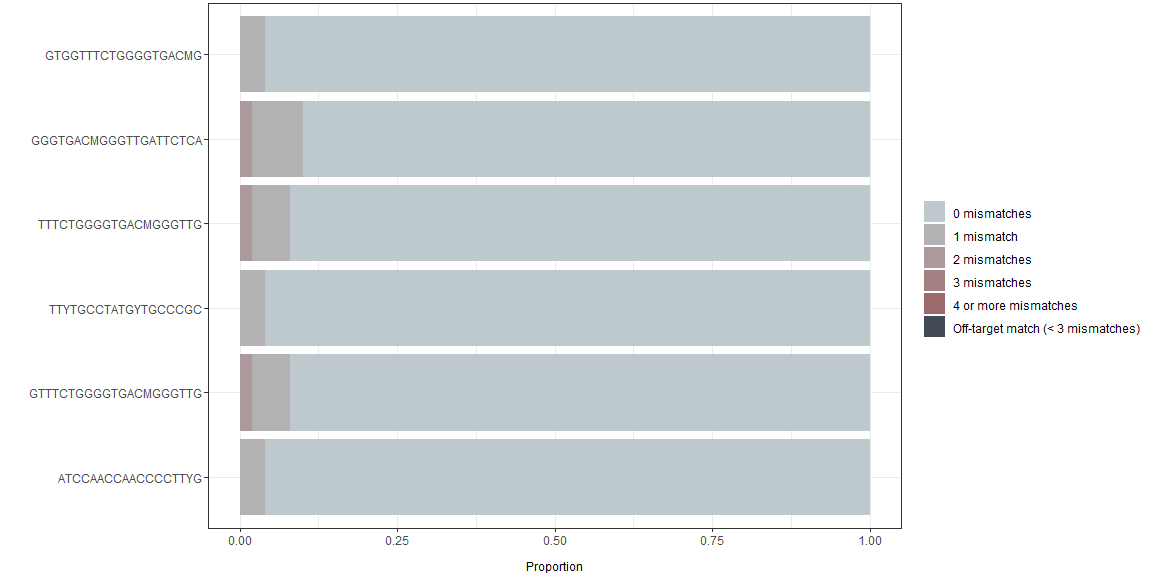 GTGGTTTCTGGGGTGACMG
GGGTGACMGGGTTGATTCTCA
TTTCTGGGGTGACMGGGTTG
TTYTGCCTATGYTGCCCGC
GTTTCTGGGGTGACMGGGTTG
ATCCAACCAACCCCTTYG
0.00 0.25 0.50 0.75 1.00
Proportion
0 mismatches
1 mismatch
2 mismatches
3 mismatches
4 or more mismatches
Off-target match (< 3 mismatches)